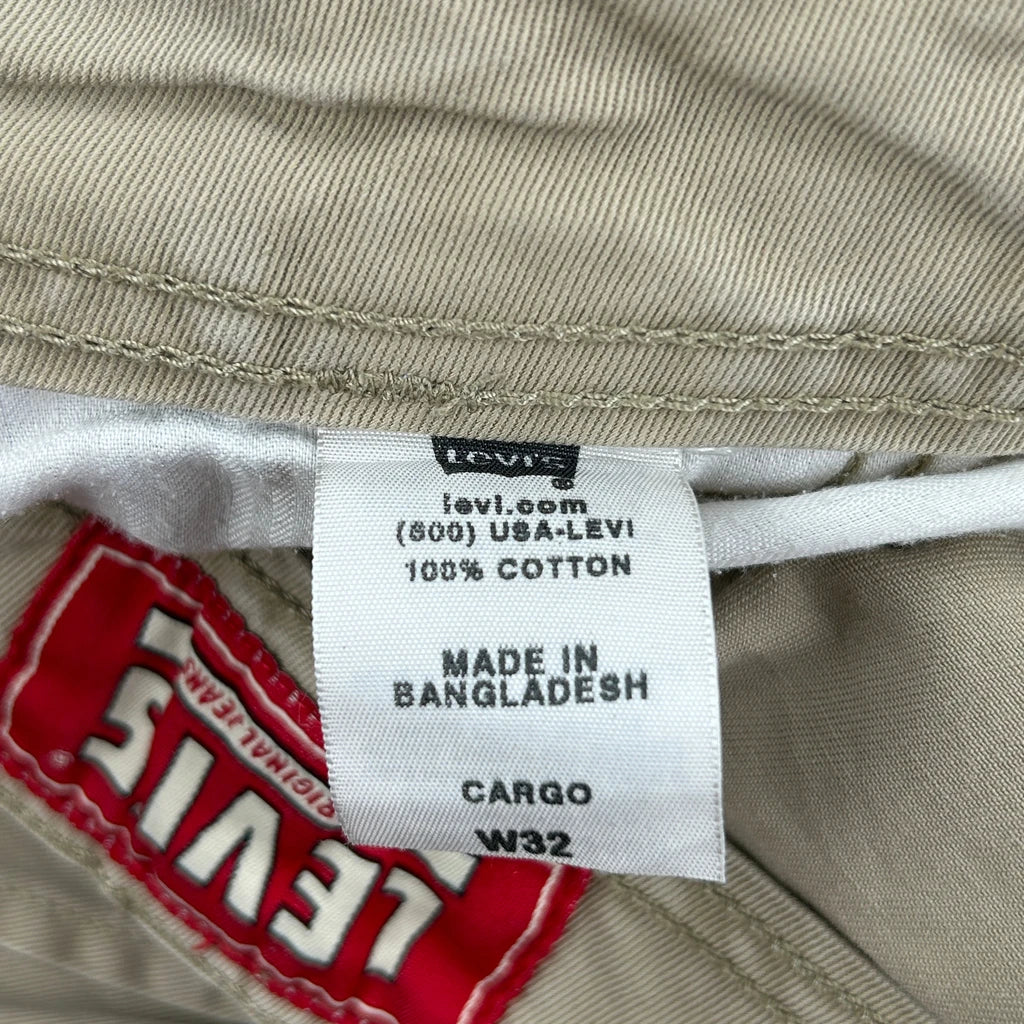 Levi's
®
levi.com
(800) USA-LEVI
100% COTTON
MADE IN
BANGLADESH
CARGO
W32
LEVI'S
ORIGINAL JEANS
®